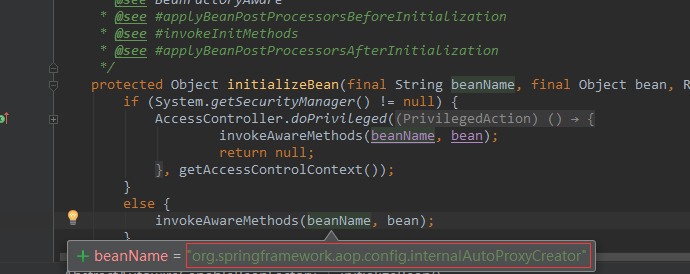 * @see BeanFactoryAware
* @see #applyBeanPostProcessorsBeforeInitialization
* @see #invokeInitMethods
* @see #applyBeanPostProcessorsAfterInitialization
*/
protected Object initializeBean(final String beanName, final Object bean, R
if (System.getSecurityManager() != null) {
AccessController.doPrivileged((PrivilegedAction) () → {
invokeAwareMethods(beanName, bean);
return null;
}, getAccessControlContext());
}
else {
invokeAwareMethods(beanName, bean);
}
+ beanName = "org.springframework.aop.config.internalAutoProxyCreator"